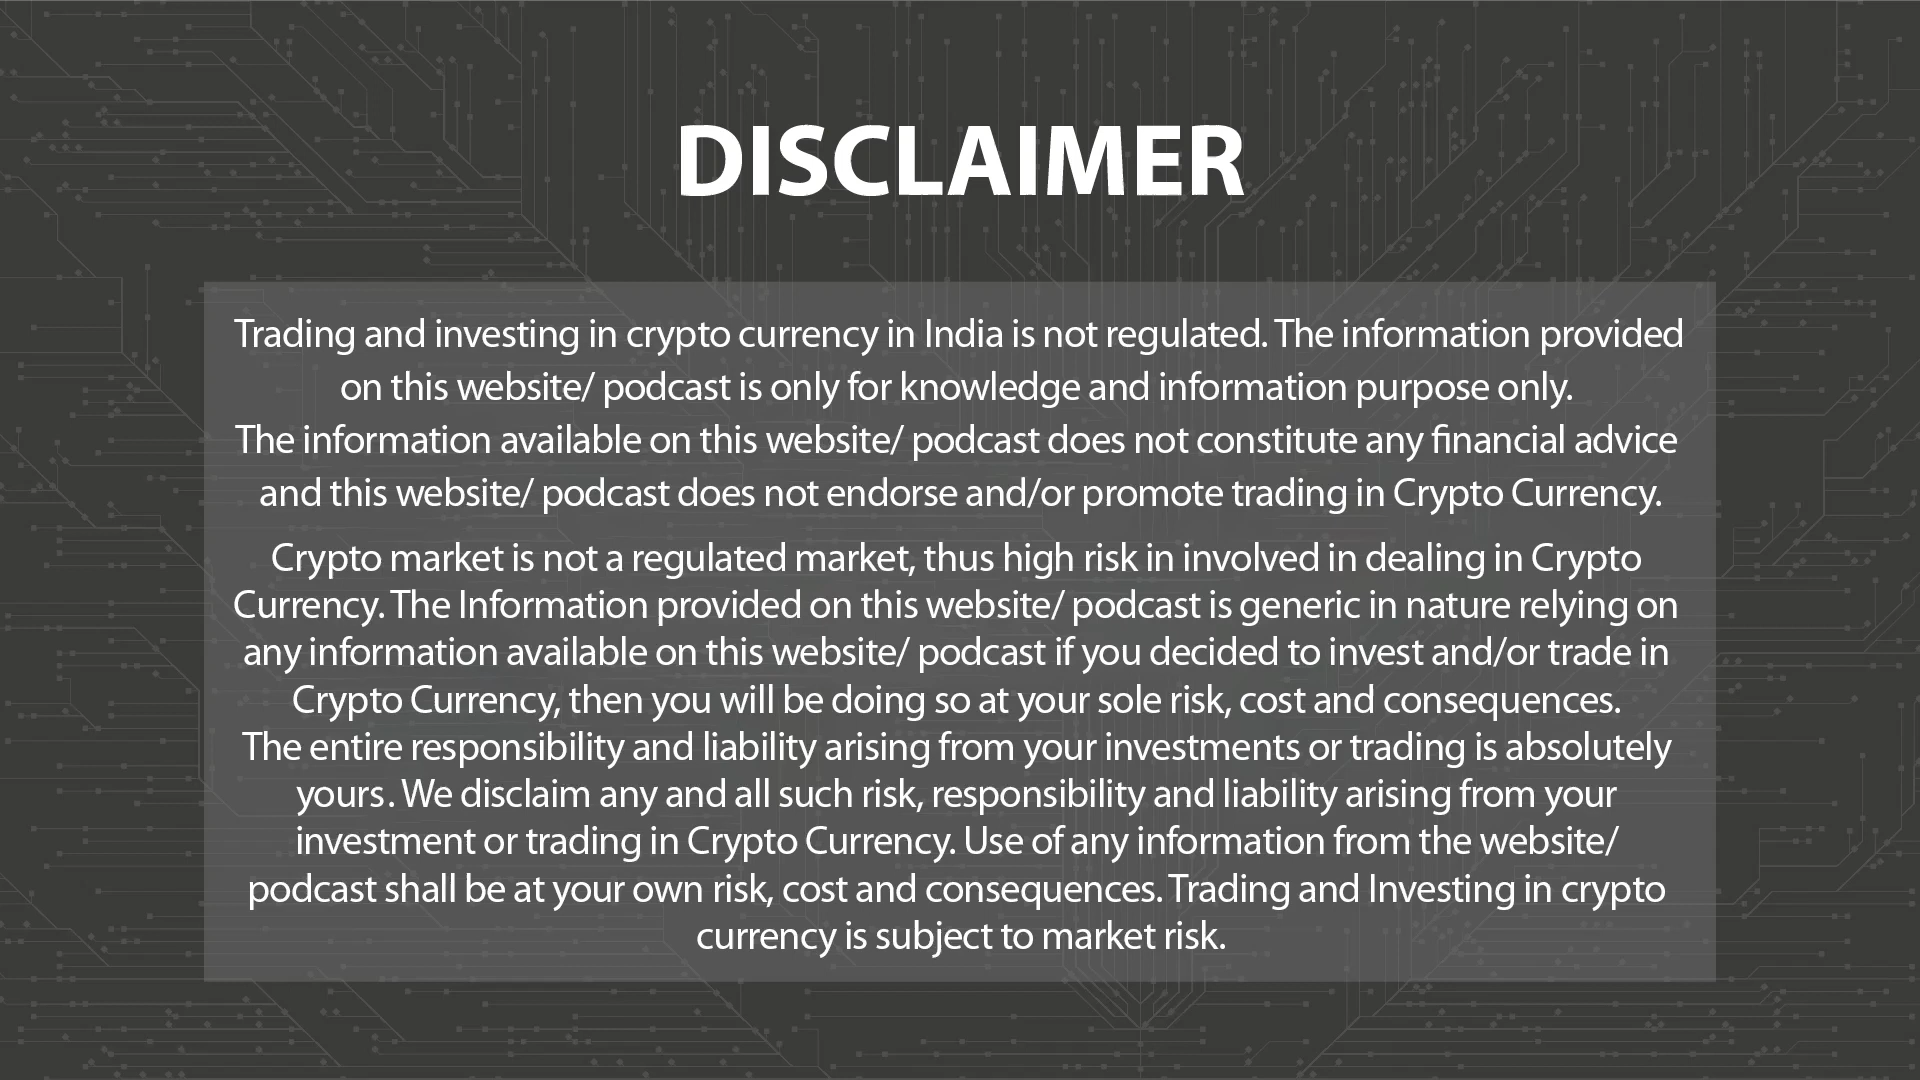 DISCLAIMER
Trading and investing in crypto currency in India is not regulated. The information provided
on this website/ podcast is only for knowledge and information purpose only.
The information available on this website/ podcast does not constitute any financial advice
and this website/ podcast does not endorse and/or promote trading in Crypto Currency.
Crypto market is not a regulated market, thus high risk in involved in dealing in Crypto
Currency. The Information provided on this website/ podcast is generic in nature relying on
any information available on this website/ podcast if you decided to invest and/or trade in
Crypto Currency, then you will be doing so at your sole risk, cost and consequences.
The entire responsibility and liability arising from your investments or trading is absolutely
yours. We disclaim any and all such risk, responsibility and liability arising from your
investment or trading in Crypto Currency. Use of any information from the website/
podcast shall be at your own risk, cost and consequences. Trading and Investing in crypto
currency is subject to market risk.